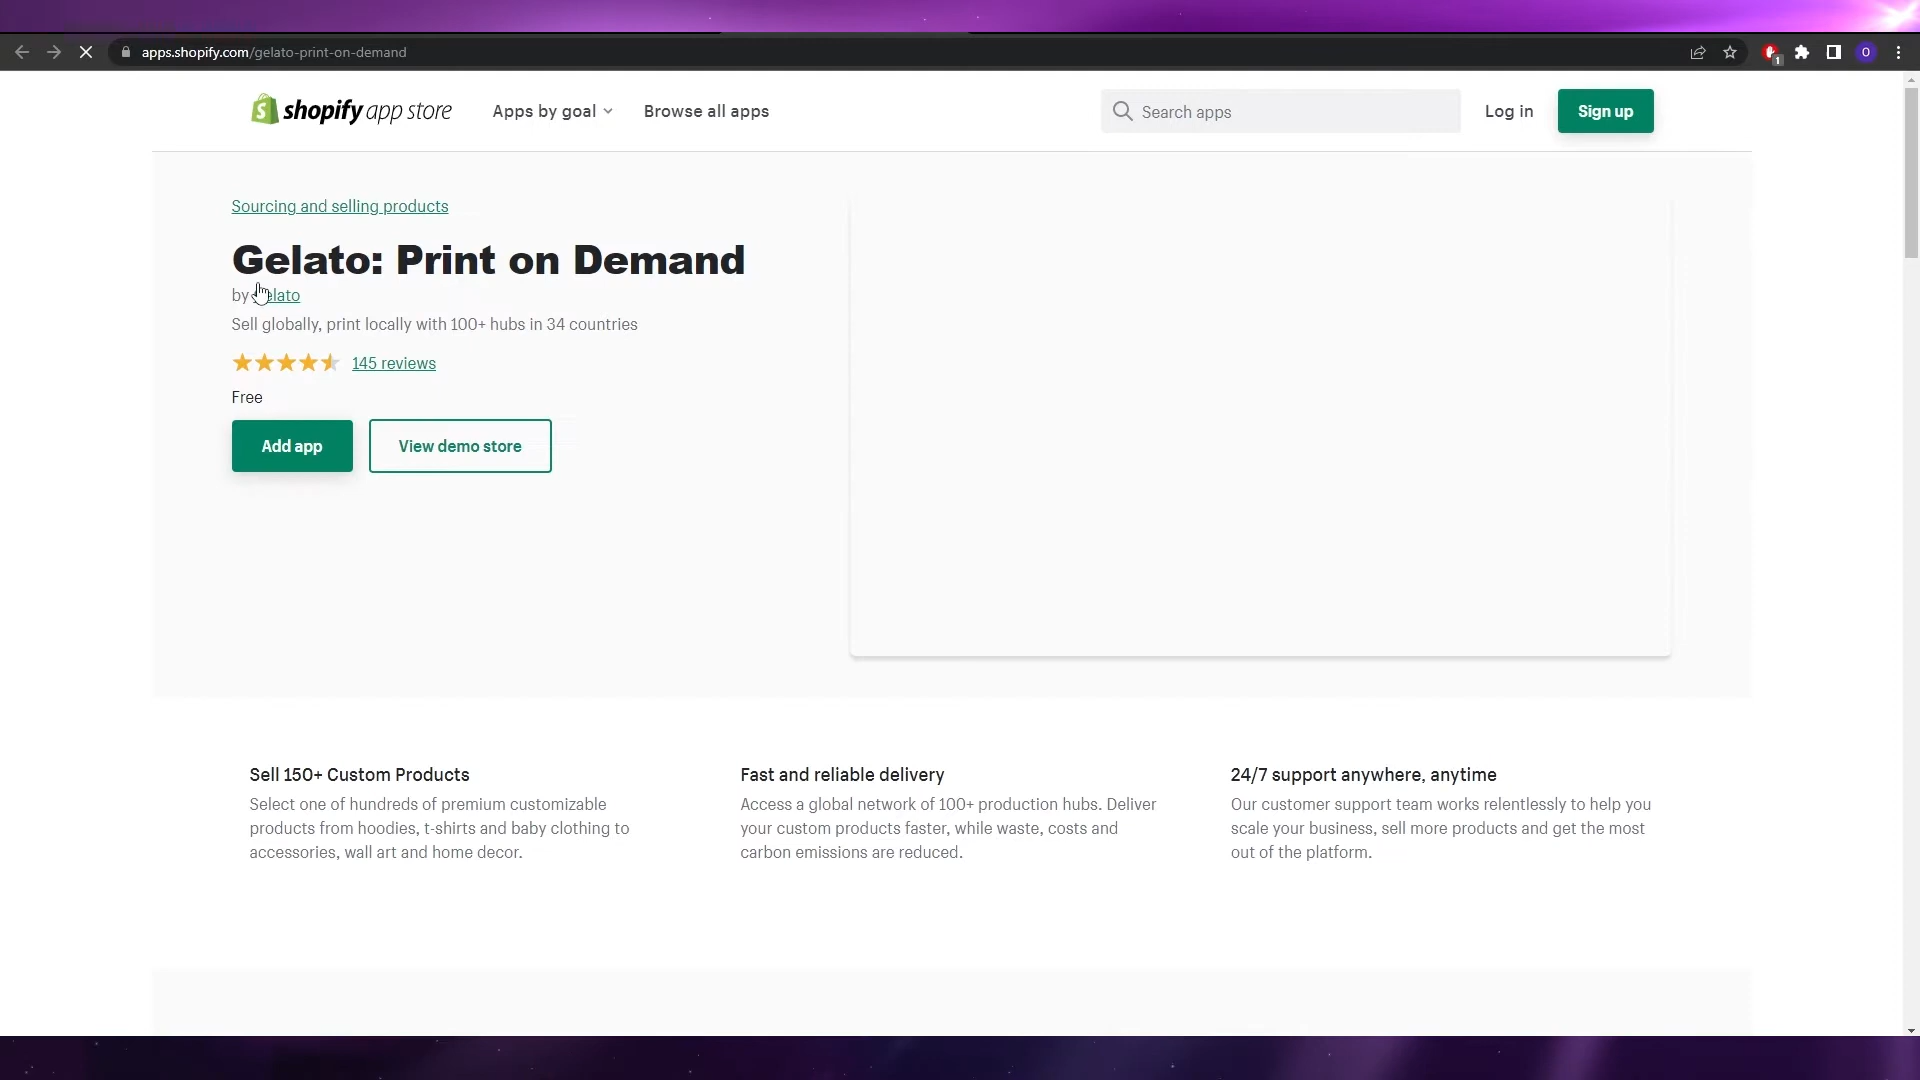 apps.shopify.com/gelato-print-on-demand
1
O
shopify app store
Apps by goal
Browse all apps
Search apps
Log in
Sign up
Sourcing and selling products
Gelato: Print on Demand
by elato
Sell globally, print locally with 100+ hubs in 34 countries
145 reviews
Free
Add app
View demo store
Sell 150+ Custom Products
Select one of hundreds of premium customizable
products from hoodies, t-shirts and baby clothing to
accessories, wall art and home decor.
Fast and reliable delivery
Access a global network of 100+ production hubs. Deliver
your custom products faster, while waste, costs and
carbon emissions are reduced.
24/7 support anywhere, anytime
Our customer support team works relentlessly to help you
scale your business, sell more products and get the most
out of the platform.